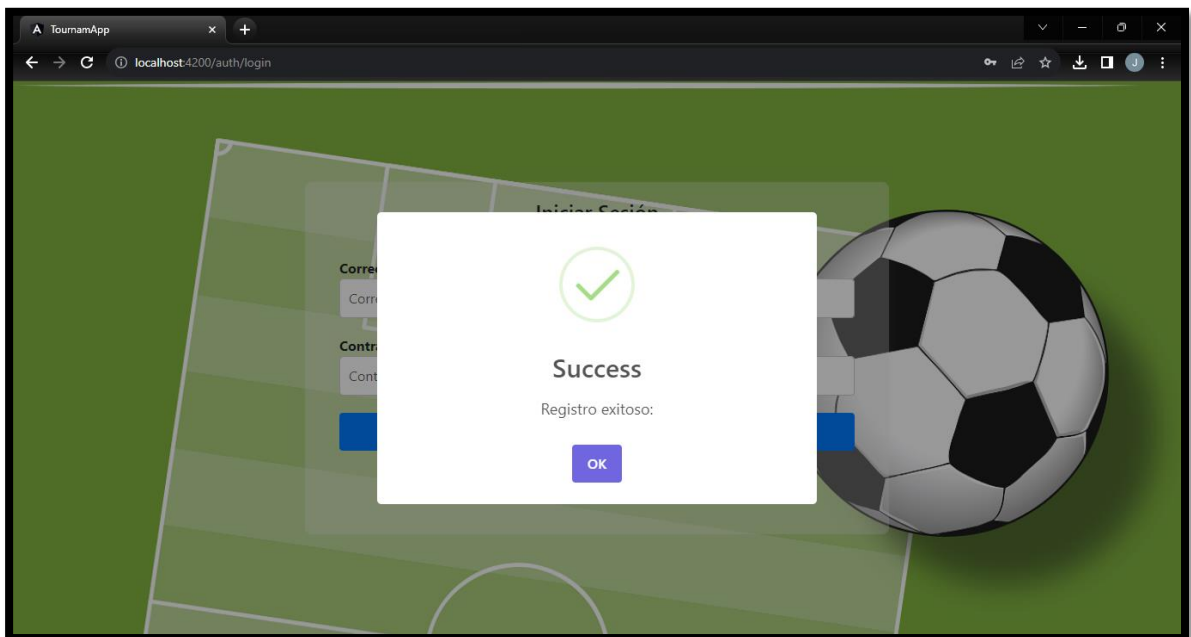 TournamApp
localhost:4200/auth/login
J
Iniciar Sesión
Success
Registro exitoso:
OK